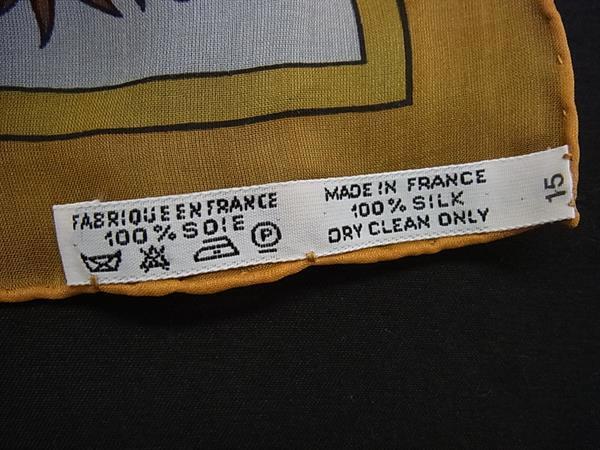 FABRIQUE EN FRANCE
100% SOIE
P
MADE IN FRANCE
100% SILK
DRY CLEAN ONLY
15